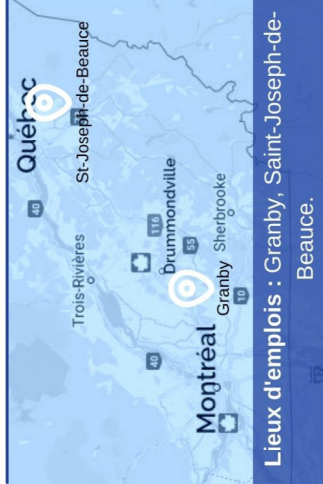 Québec
St-Joseph-de-Beauce
40
Trois-Rivières
116
Drummondville
55
Sherbrooke
Granby
10
40
Montréal
Lieux d'emplois : Granby, Saint-Joseph-de-
Beauce.